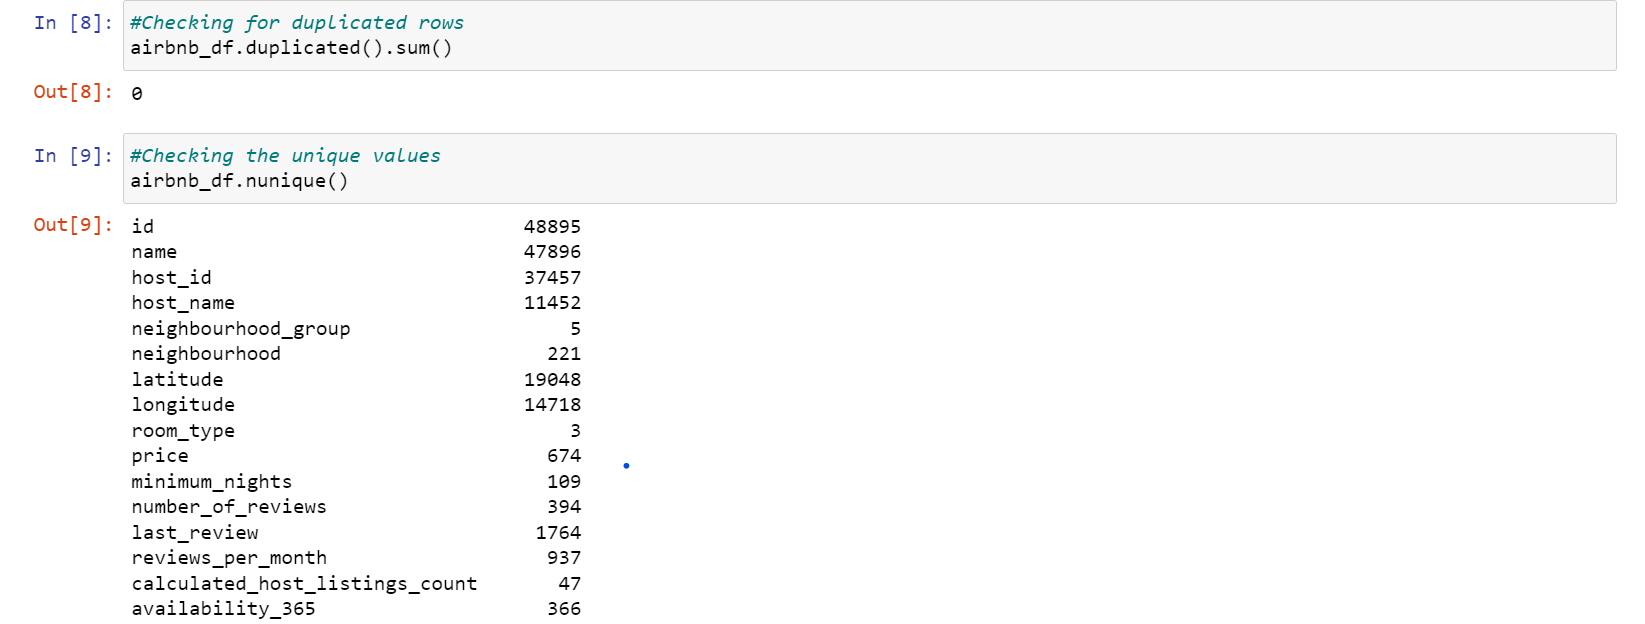 In [8]: #Checking for duplicated rows
airbnb_df.duplicated().sum()
Out[8]: 0
In [9]: #Checking the unique values
airbnb_df.nunique()
Out[9]: id 48895
name 47896
host_id 37457
host_name 11452
neighbourhood_group 5
neighbourhood 221
latitude 19048
longitude 14718
room_type 3
price 674
minimum_nights 109
number_of_reviews 394
last_review 1764
reviews_per_month 937
calculated_host_listings_count 47
availability_365 366